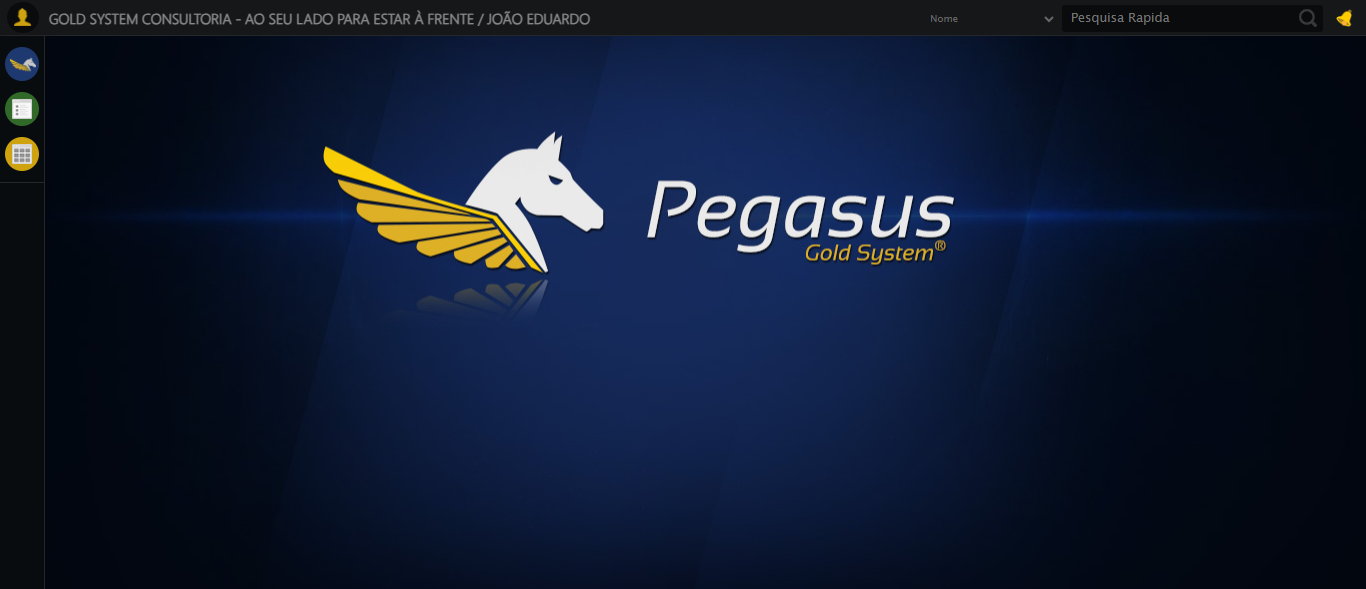 GOLD SYSTEM CONSULTORIA - AO SEU LADO PARA ESTAR À FRENTE / JOÃO EDUARDO
Nome
Pesquisa Rapida
Pegasus
Gold System®